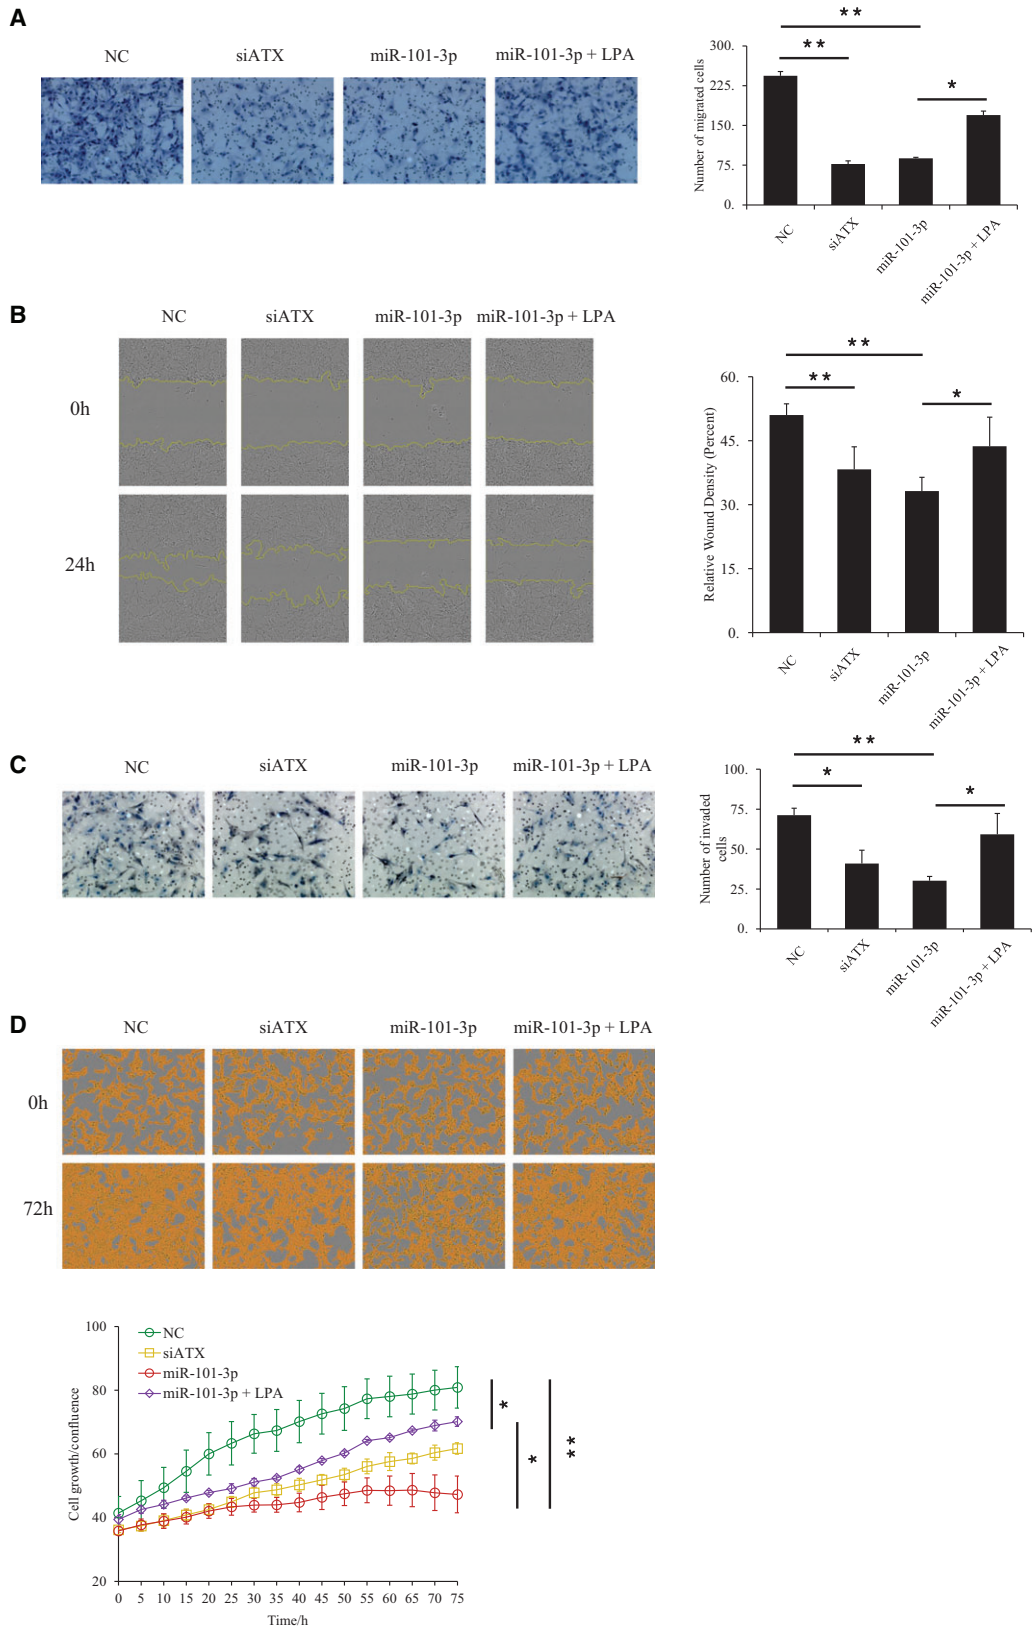 A
NC siATX miR-101-3p miR-101-3p + LPA
** 
** 
*
Number of migrated cells
300.
225.
150.
75.
0.
NC siATX miR-101-3p miR-101-3p + LPA
B
NC siATX miR-101-3p miR-101-3p + LPA
0h
24h
**
**
*
Relative Wound Density (Percent)
60.
45.
30.
15.
0.
NC siATX miR-101-3p miR-101-3p + LPA
C
NC siATX miR-101-3p miR-101-3p + LPA
**
*
*
Number of invaded
cells
100.
75.
50.
25.
0.
NC siATX miR-101-3p miR-101-3p + LPA
D
NC siATX miR-101-3p miR-101-3p + LPA
0h
72h
Cell growth/confluence
100
80
60
40
20
NC
siATX
miR-101-3p
miR-101-3p + LPA
*
*
**
0 5 10 15 20 25 30 35 40 45 50 55 60 65 70 75
Time/h